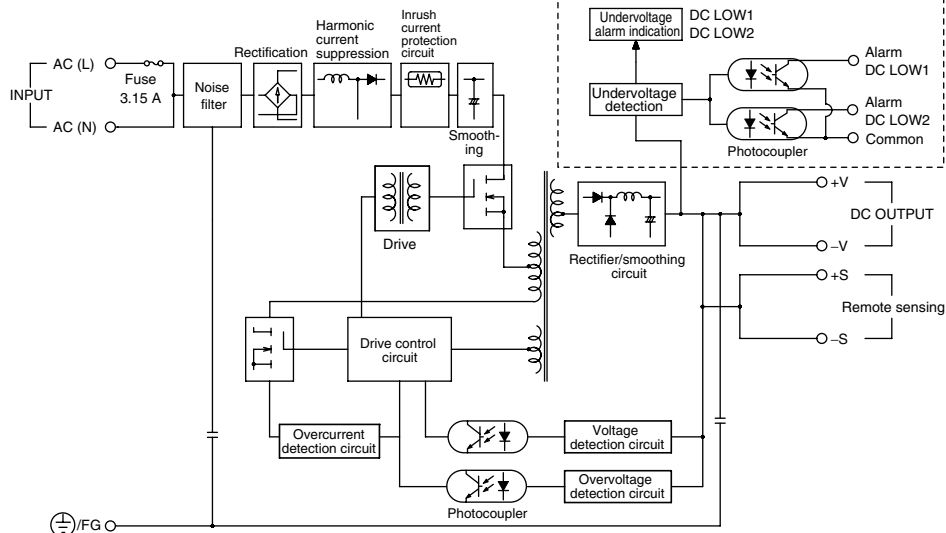 AC (L)
INPUT
AC (N)
Fuse
3.15 A
Noise
filter
Rectification
Harmonic
current
suppression
Inrush
current
protection
circuit
Smooth-
ing
Undervoltage
alarm indication
DC LOW1
DC LOW2
Undervoltage
detection
Photocoupler
Alarm
DC LOW1
Alarm
DC LOW2
Common
Drive
Rectifier/smoothing
circuit
+V
DC OUTPUT
–V
+S
Remote sensing
–S
Drive control
circuit
Overcurrent
detection circuit
Voltage
detection circuit
Overvoltage
detection circuit
Photocoupler
/FG